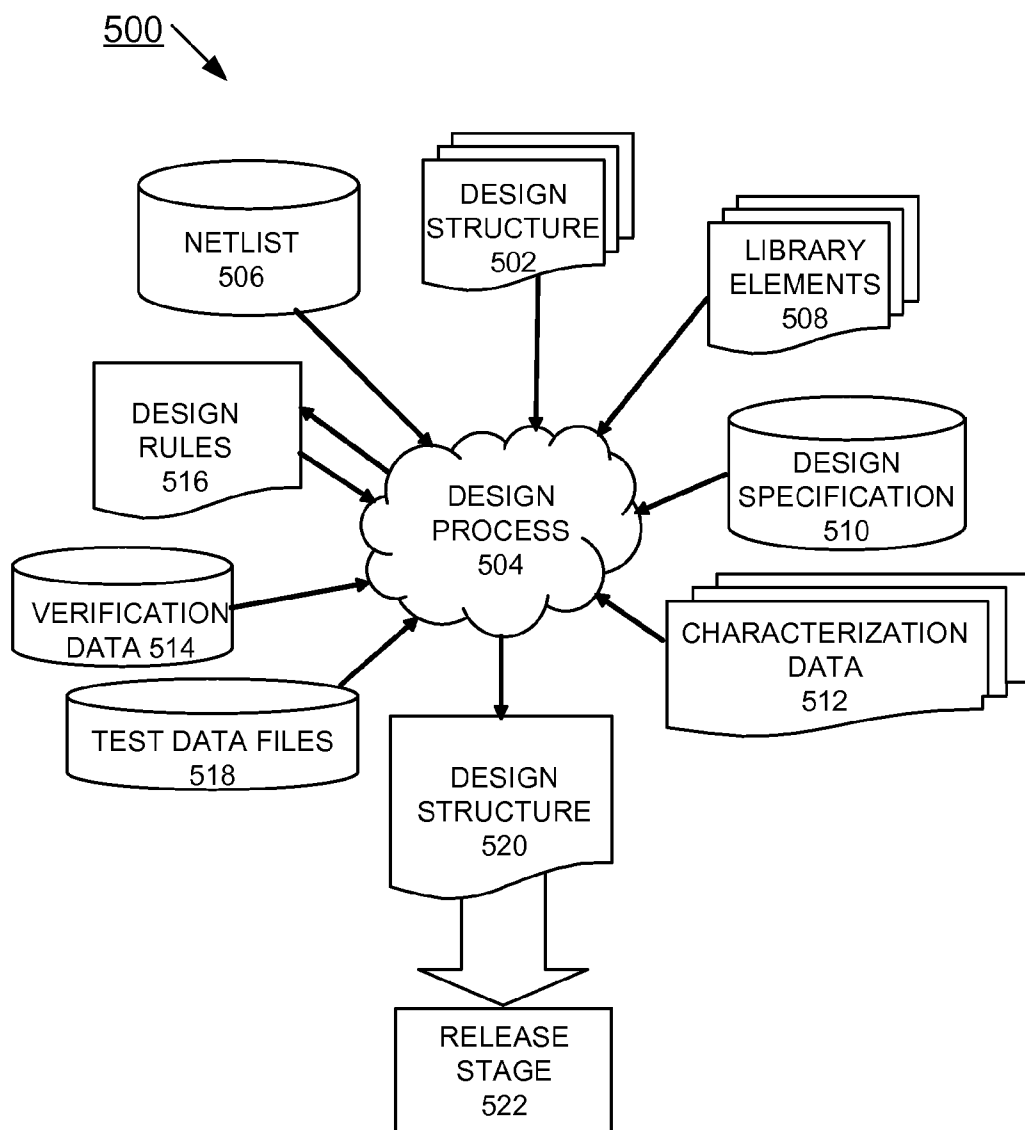 500
DESIGN
STRUCTURE
502
NETLIST
506
LIBRARY
ELEMENTS
508
DESIGN
RULES
516
DESIGN
PROCESS
504
DESIGN
SPECIFICATION
510
VERIFICATION
DATA 514
CHARACTERIZATION
DATA
512
TEST DATA FILES
518
DESIGN
STRUCTURE
520
RELEASE
STAGE
522